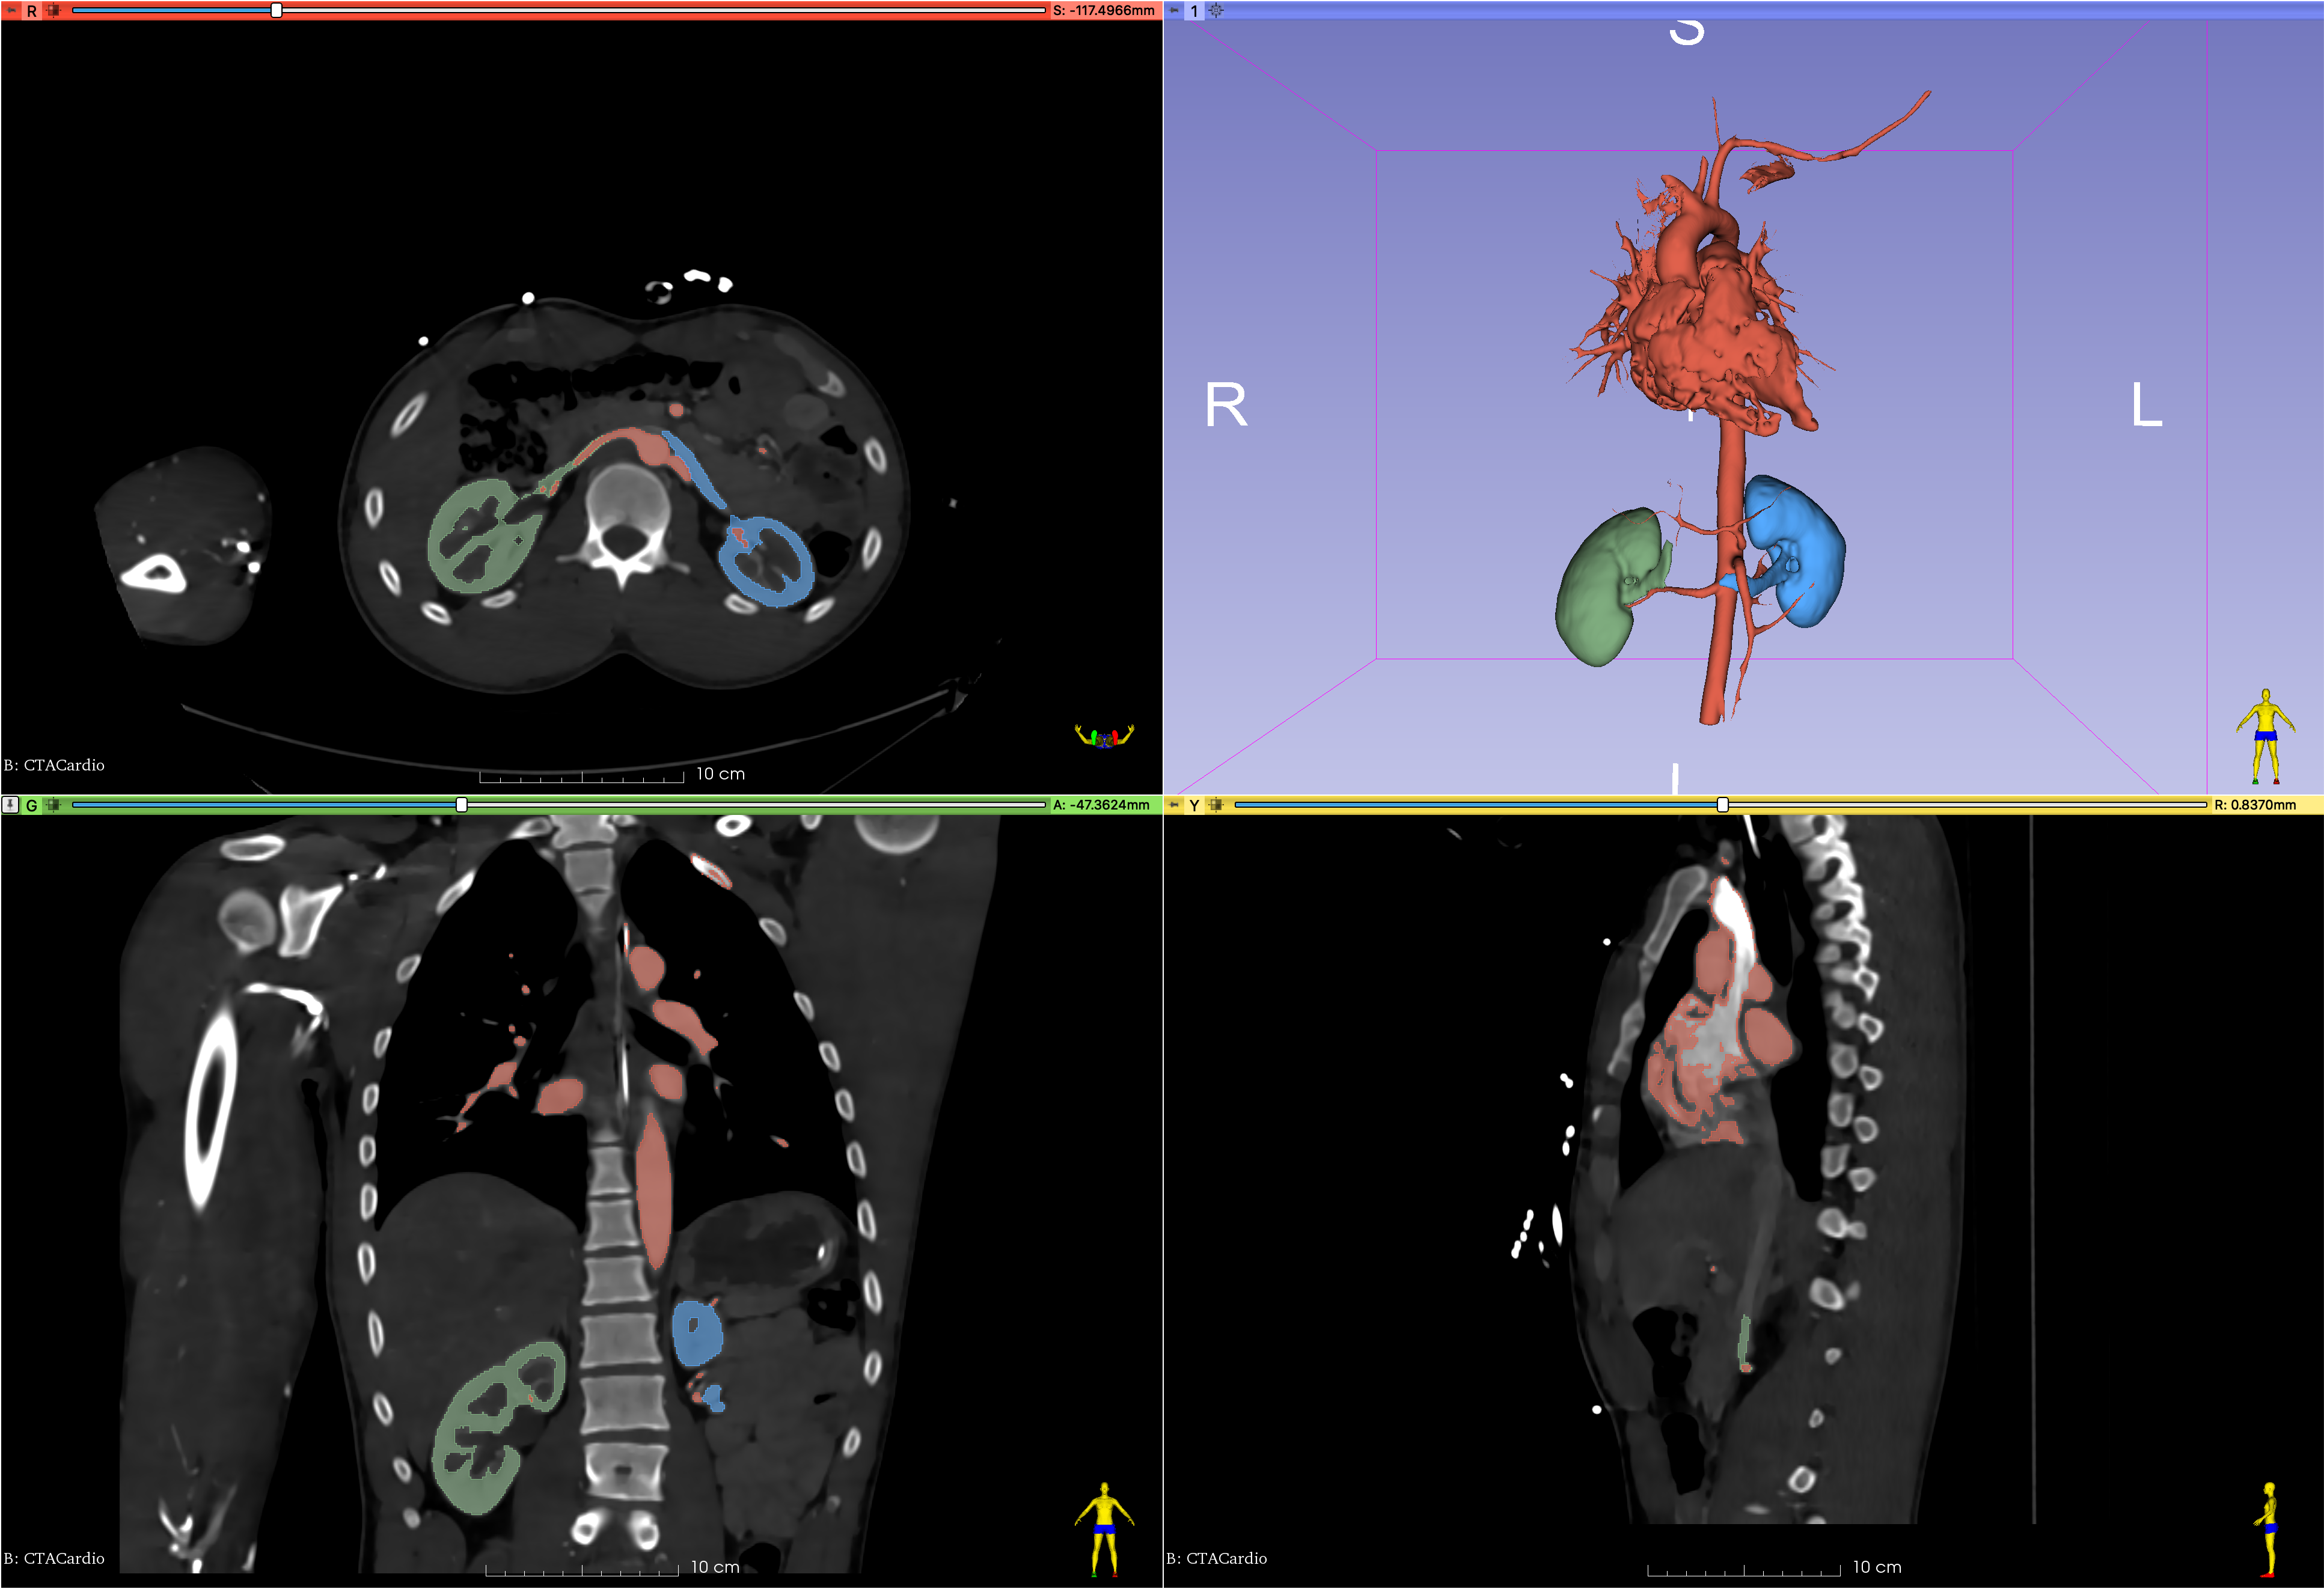 R S: -117.4966mm
1
S
R
L
I
B: CTACardio
10 cm
G A: -47.3624mm
Y R: 0.8370mm
B: CTACardio
10 cm
B: CTACardio
10 cm